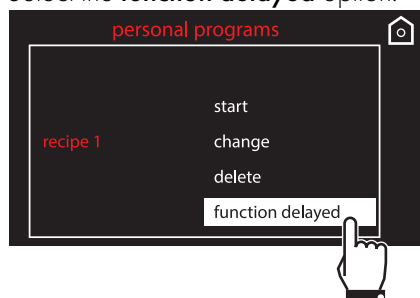 Select the function delayed option.
personal programs
start
recipe 1 change
delete
function delayed